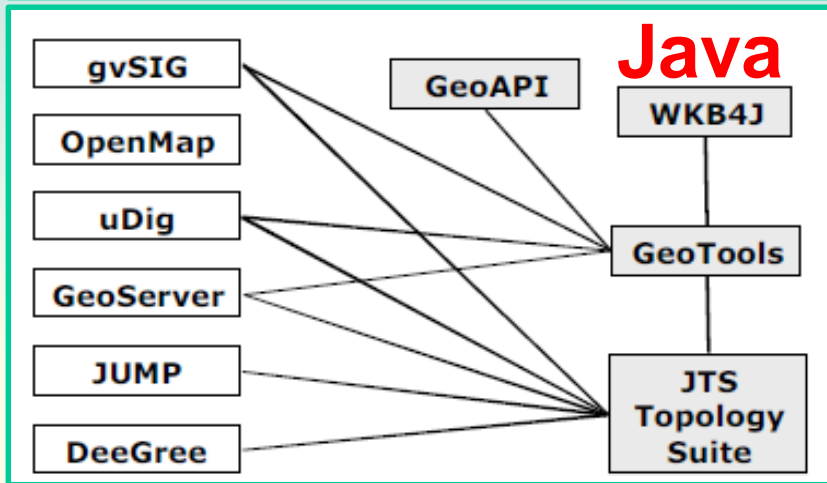 Java
gvSIG
GeoAPI
WKB4J
OpenMap
uDig
GeoTools
GeoServer
JUMP
JTS
Topology
Suite
DeeGree